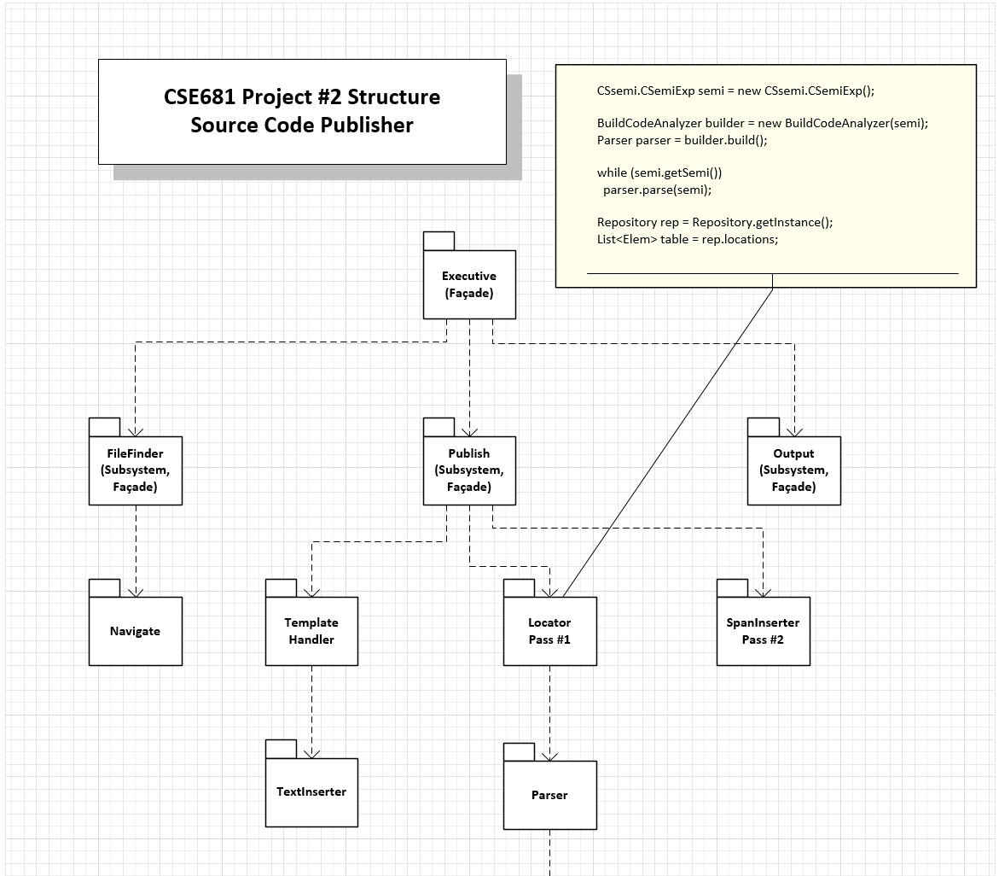 CSE681 Project #2 Structure
Source Code Publisher
CSsemi.CSemiExp semi = new CSsemi.CSemiExp();
BuildCodeAnalyzer builder = new BuildCodeAnalyzer(semi);
Parser parser = builder.build();
while (semi.getSemi())
parser.parse(semi);
Repository rep = Repository.getInstance();
List<Elem> table = rep.locations;
Executive
(Façade)
FileFinder
(Subsystem,
Façade)
Publish
(Subsystem,
Façade)
Output
(Subsystem,
Façade)
Navigate
Template
Handler
Locator
Pass #1
SpanInserter
Pass #2
TextInserter
Parser